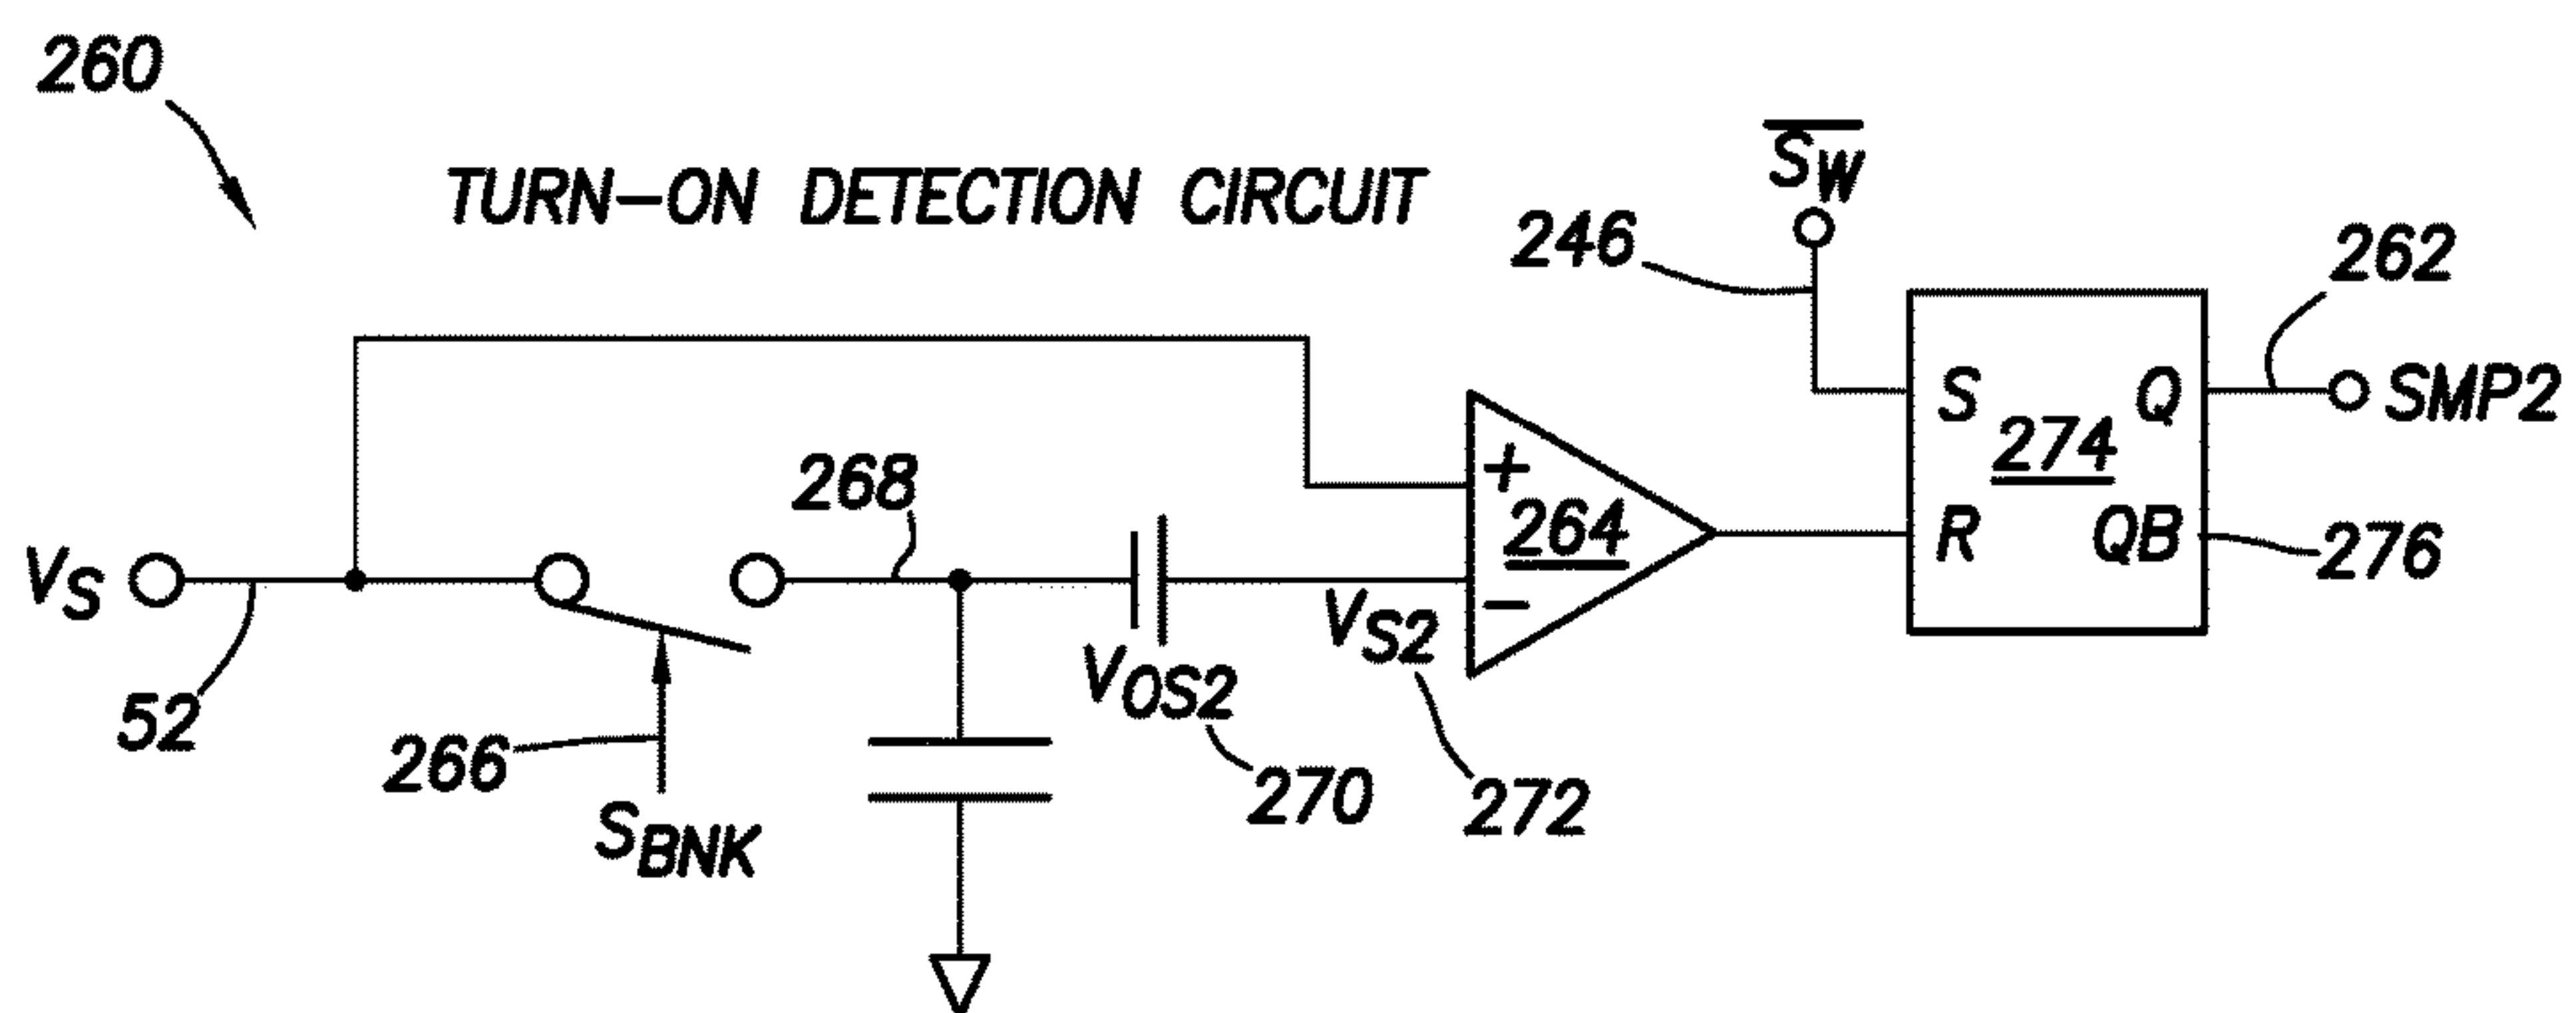 260
TURN-ON DETECTION CIRCUIT
S̅W̅
246
262
S Q
SMP2
274
268
+
264
R QB
276
VS
VS2
-
VOS2
52
266
270
272
SBNK